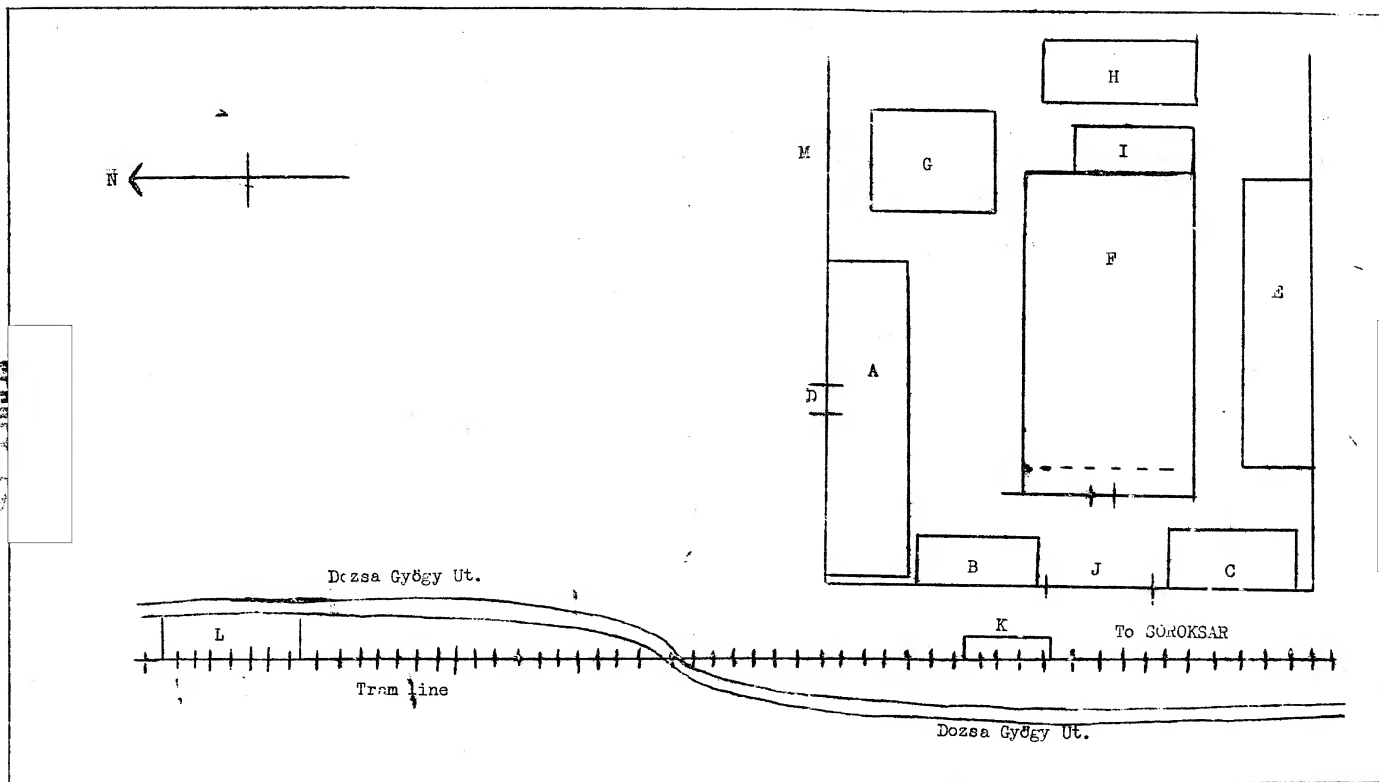 H
I
M
G
N
F
E
A
D
B
J
C
Dozsa Gyögy Ut.
L
K
To SOROKSAR
Tram line
Dozsa Gyögy Ut.